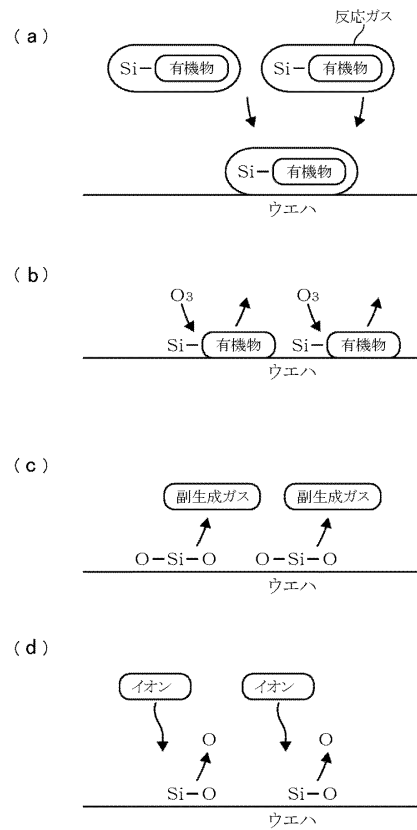 (a)
反応ガス
Si-有機物 Si-有機物
Si-有機物
ウエハ
(b)
O₃ O₃
Si-有機物 Si-有機物
ウエハ
(c)
副生成ガス 副生成ガス
O-Si-O O-Si-O
ウエハ
(d)
イオン イオン
O O
Si-O Si-O
ウエハ